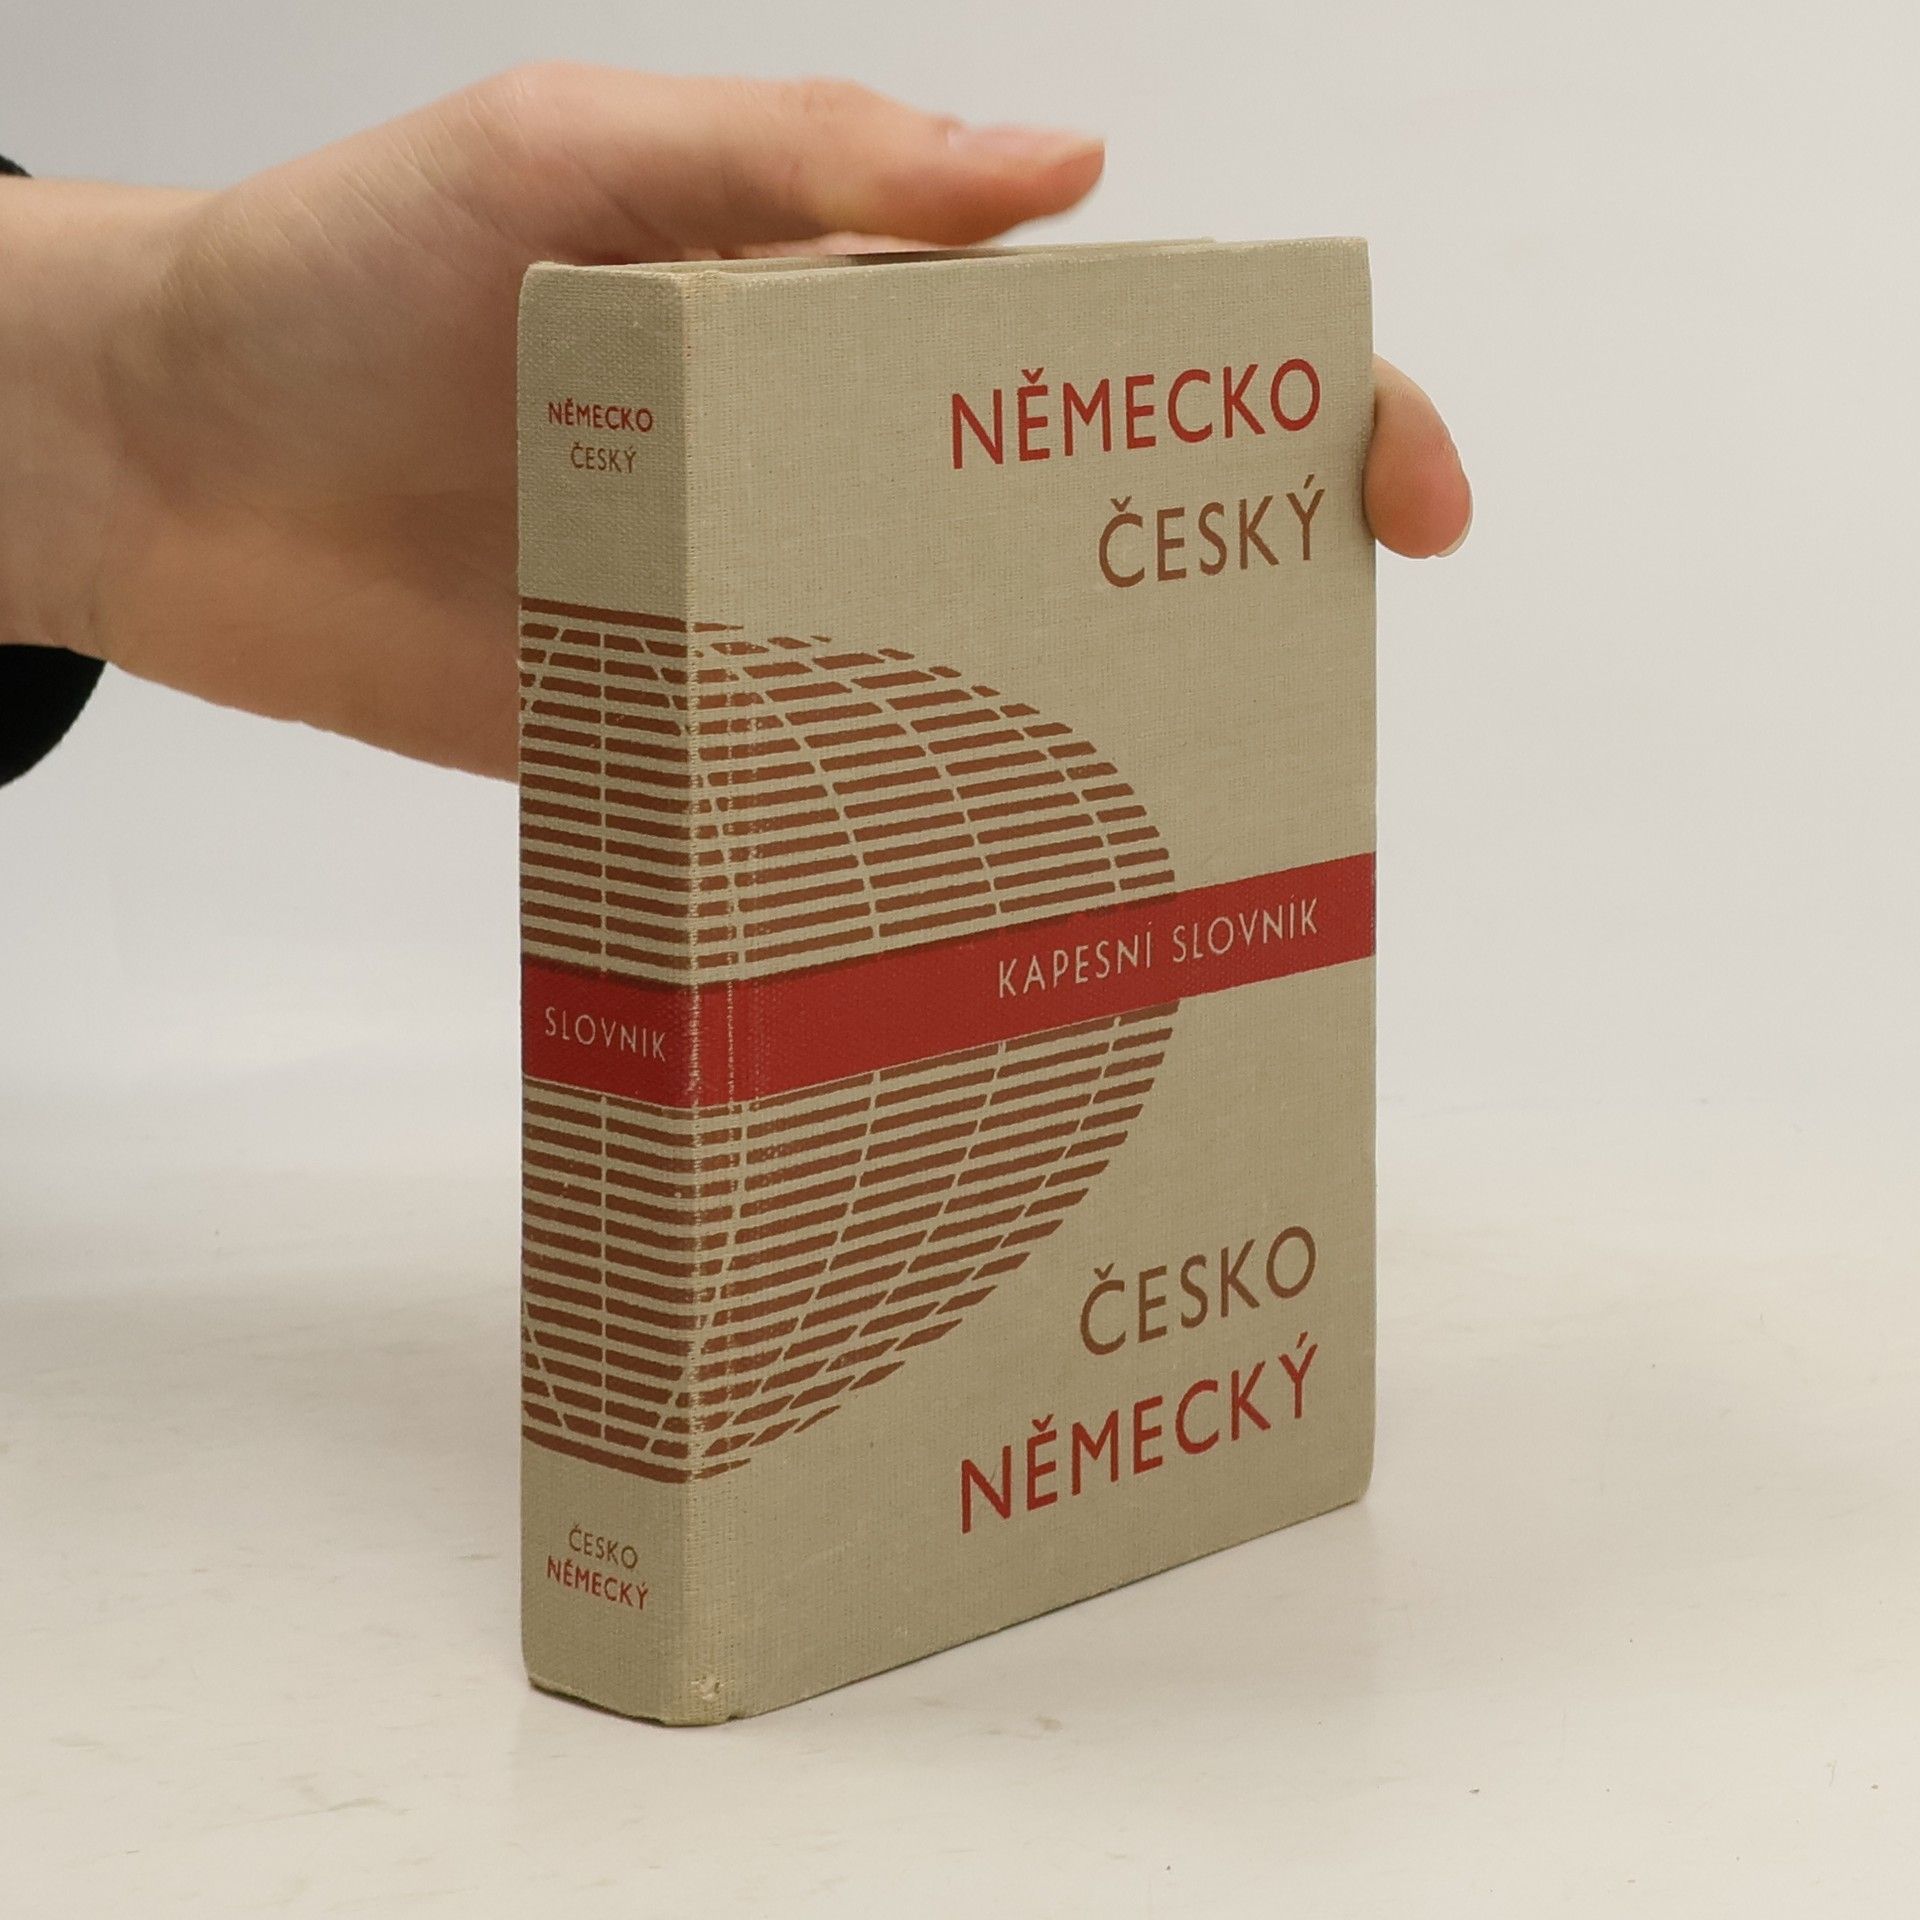 NĚMECKO
ČESKÝ
SLOVNÍK
ČESKO
NĚMECKÝ
NĚMECKO
ČESKÝ
KAPESNÍ SLOVNÍK
ČESKO
NĚMECKÝ